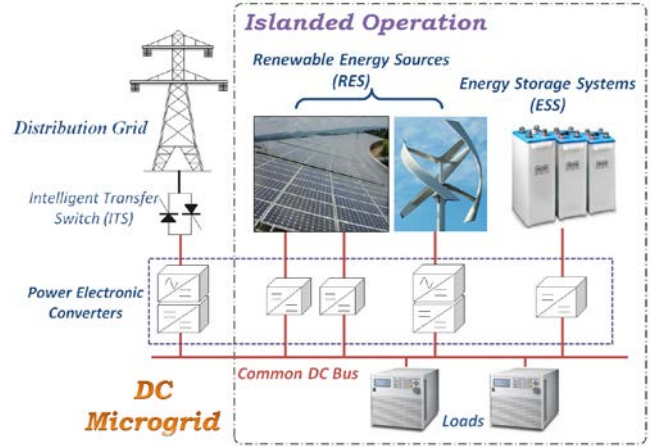 Islanded Operation
Renewable Energy Sources
(RES)
Energy Storage Systems
(ESS)
Distribution Grid
Intelligent Transfer
Switch (ITS)
Power Electronic
Converters
Common DC Bus
DC
Microgrid
Loads